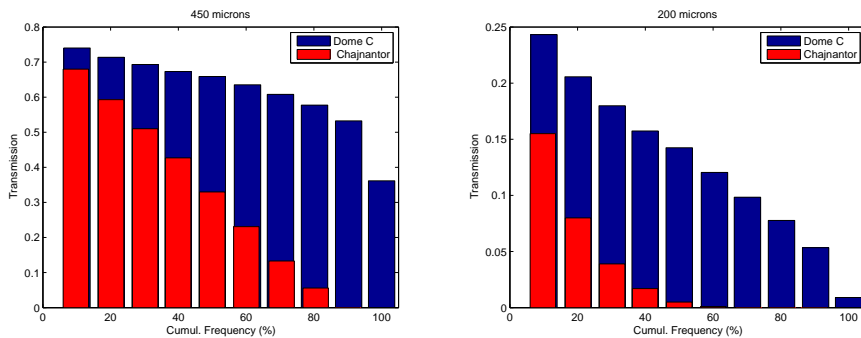 450 microns
0.8
0.7
0.6
0.5
0.4
0.3
0.2
0.1
0
Transmission
0 20 40 60 80 100
Cumul. Frequency (%)
Dome C
Chajnantor
200 microns
0.25
0.2
0.15
0.1
0.05
0
Transmission
0 20 40 60 80 100
Cumul. Frequency (%)
Dome C
Chajnantor